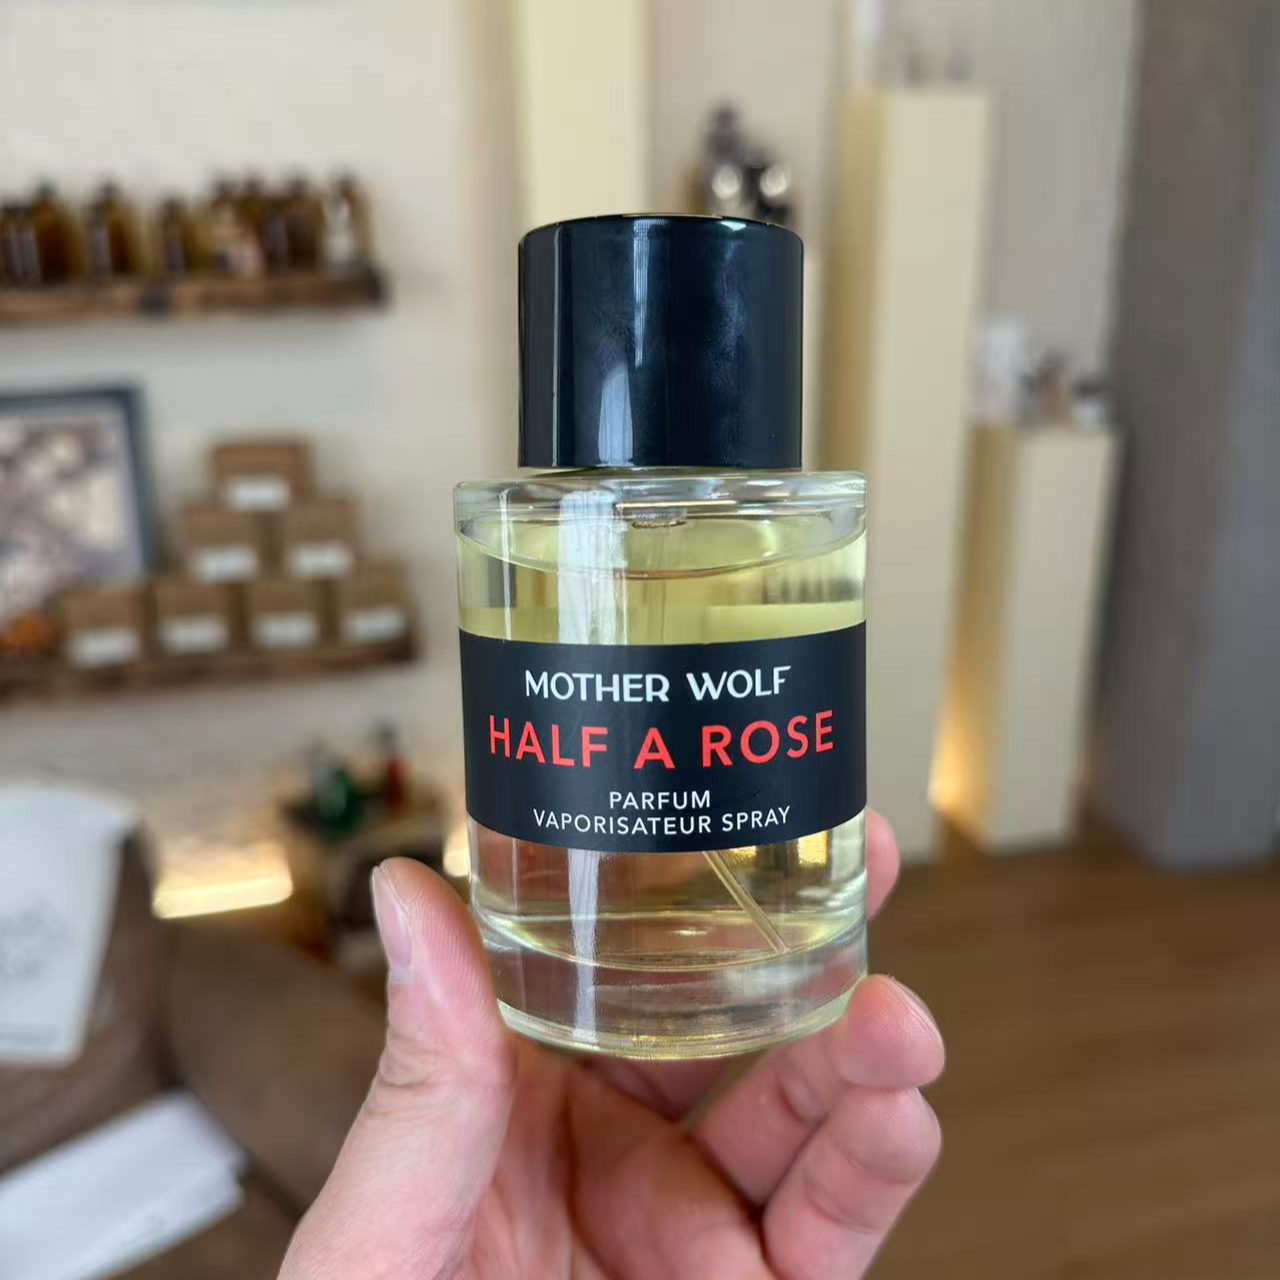 MOTHER WOLF
HALF A ROSE
PARFUM
VAPORISATEUR SPRAY